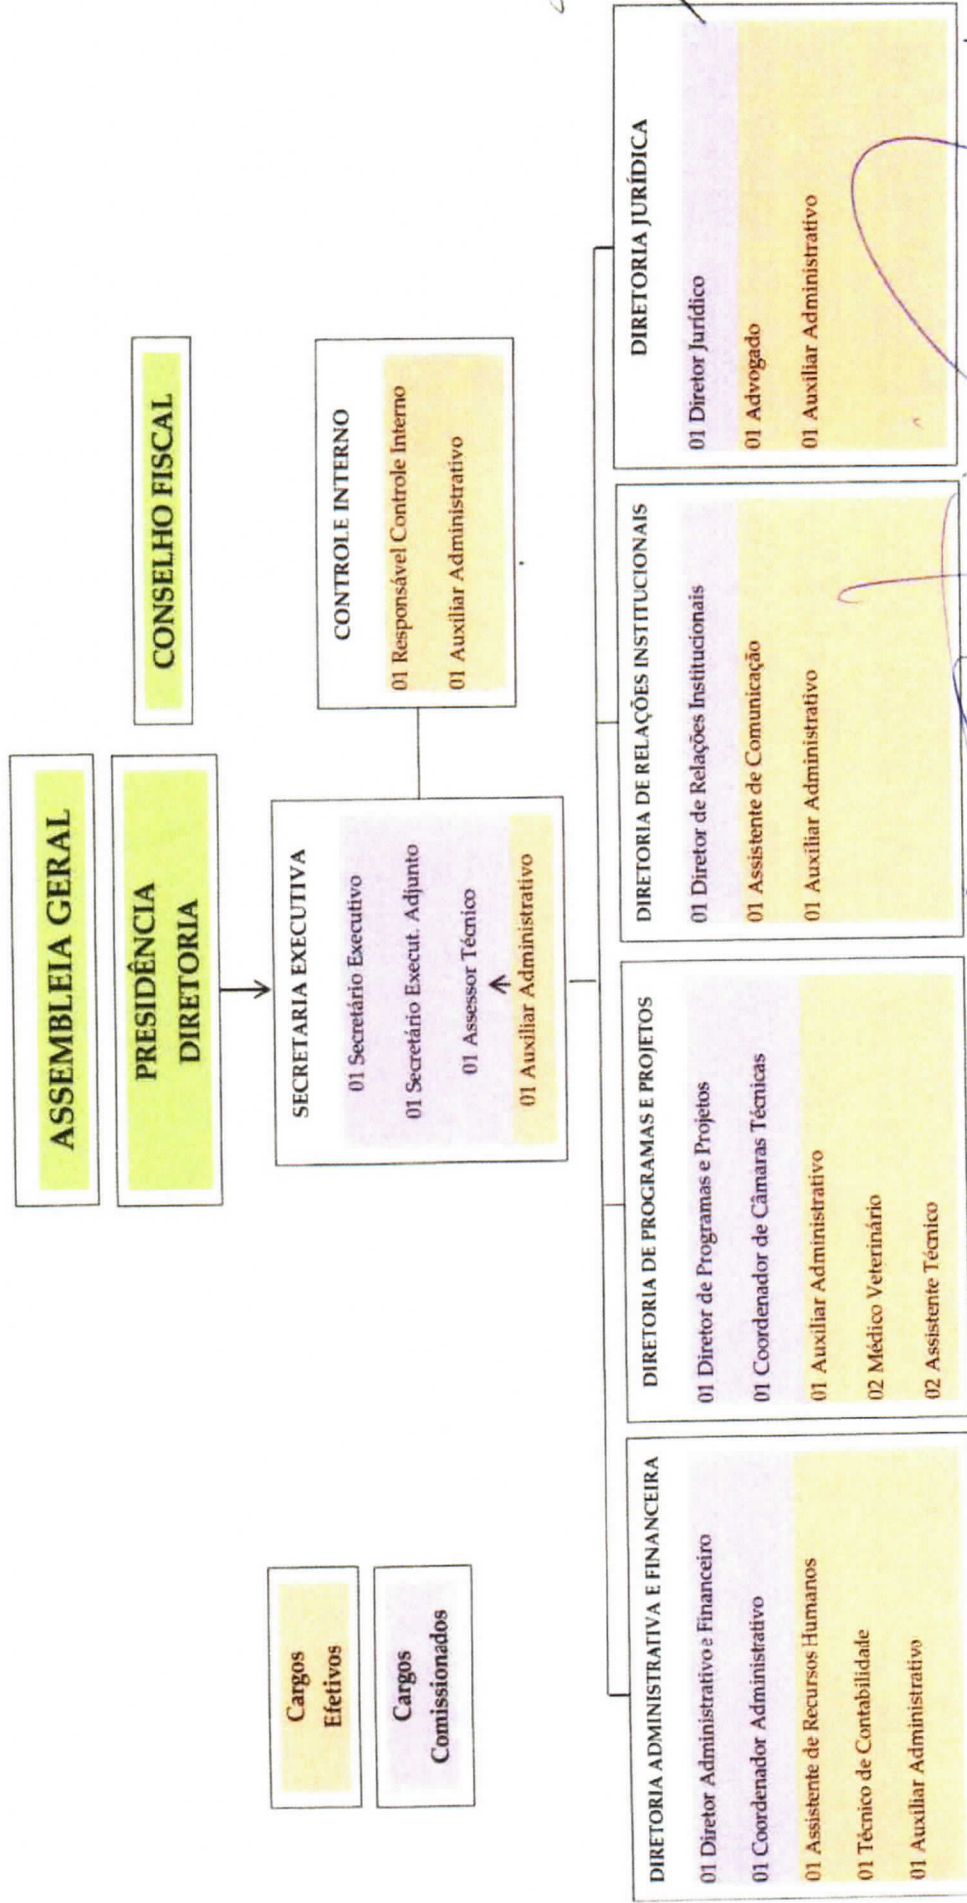 ASSEMBLEIA GERAL
PRESIDÊNCIA
DIRETORIA
CONSELHO FISCAL
Cargos
Efetivos
Cargos
Comissionados
SECRETARIA EXECUTIVA
01 Secretário Executivo
01 Secretário Execut. Adjunto
01 Assessor Técnico
01 Auxiliar Administrativo
CONTROLE INTERNO
01 Responsável Controle Interno
01 Auxiliar Administrativo
DIRETORIA ADMINISTRATIVA E FINANCEIRA
01 Diretor Administrativo e Financeiro
01 Coordenador Administrativo
01 Assistente de Recursos Humanos
01 Técnico de Contabilidade
01 Auxiliar Administrativo
DIRETORIA DE PROGRAMAS E PROJETOS
01 Diretor de Programas e Projetos
01 Coordenador de Câmaras Técnicas
01 Auxiliar Administrativo
02 Médico Veterinário
02 Assistente Técnico
DIRETORIA DE RELAÇÕES INSTITUCIONAIS
01 Diretor de Relações Institucionais
01 Assistente de Comunicação
01 Auxiliar Administrativo
DIRETORIA JURÍDICA
01 Diretor Jurídico
01 Advogado
01 Auxiliar Administrativo